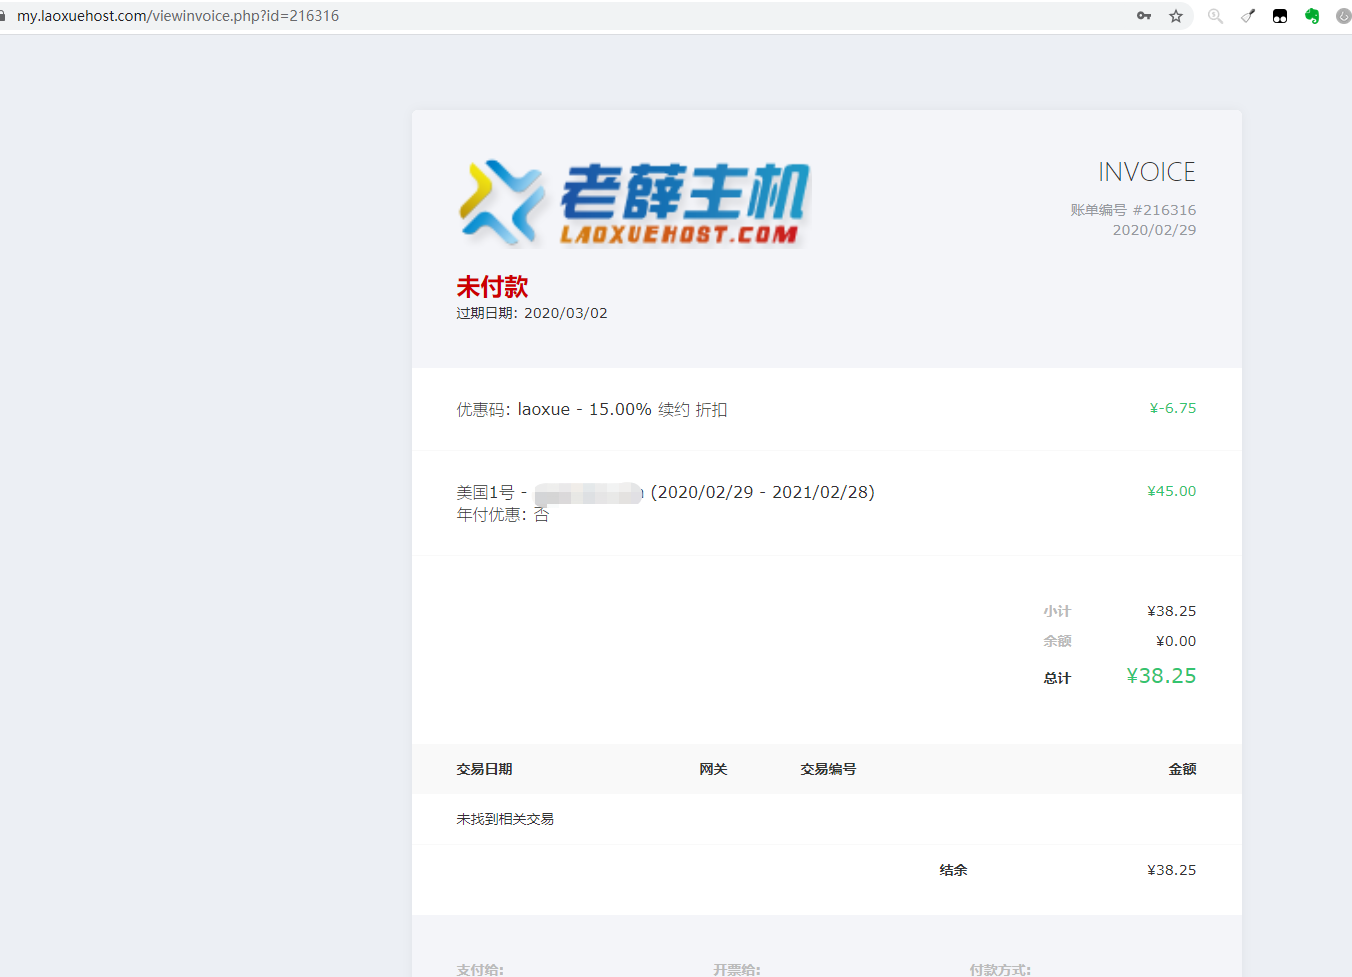 my.laoxuehost.com/viewinvoice.php?id=216316
老薛主机
LAOXUEHOST.COM
INVOICE
账单编号 #216316
2020/02/29
未付款
过期日期: 2020/03/02
优惠码: laoxue - 15.00% 续约 折扣
¥-6.75
美国1号 - (2020/02/29 - 2021/02/28)
¥45.00
年付优惠: 否
小计 ¥38.25
余额 ¥0.00
总计 ¥38.25
交易日期 网关 交易编号 金额
未找到相关交易
结余 ¥38.25
支付给: 开票给: 付款方式: